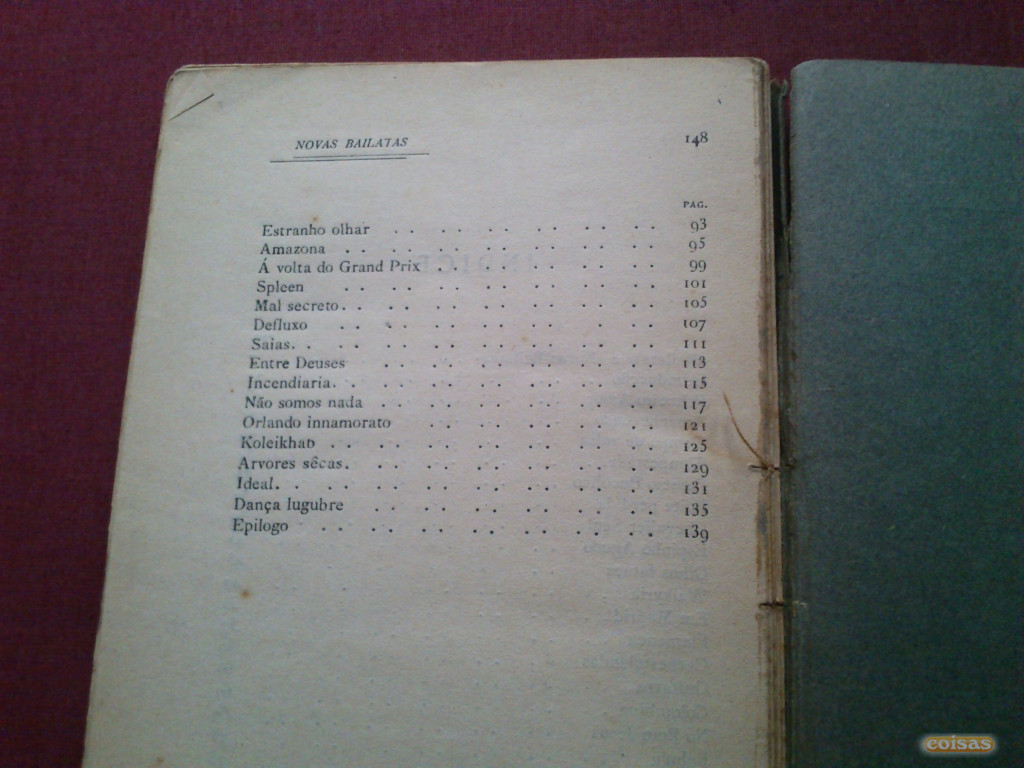 NOVAS BAILATAS 148
PAG.
Estranho olhar . . . . . . . . 93
Amazona . . . . . . . . . 95
Á volta do Grand Prix . . . . . . 99
Spleen . . . . . . . . . 101
Mal secreto. . . . . . . . . 105
Defluxo . . . . . . . . . 107
Saias. . . . . . . . . . 111
Entre Deuses . . . . . . . . 113
Incendiaria. . . . . . . . . 115
Não somos nada . . . . . . . . 117
Orlando innamorato . . . . . . . 121
Koleikhan . . . . . . . . . 125
Arvores sêcas. . . . . . . . . 129
Ideal. . . . . . . . . . 131
Dança lugubre . . . . . . . . 135
Epilogo . . . . . . . . . 139
coisas